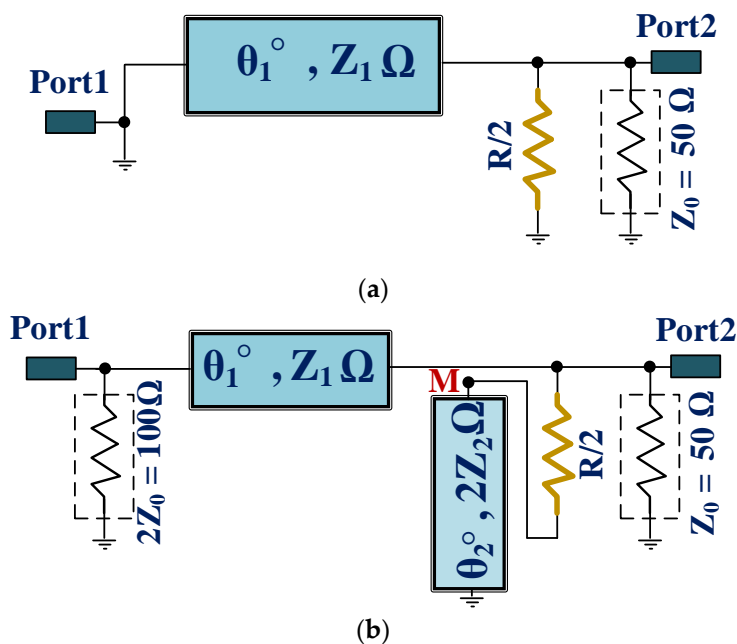 Port1
θ₁° , Z₁ Ω
Port2
R/2
Z₀ = 50 Ω
(a)
Port1
2Z₀ = 100Ω
θ₁° , Z₁ Ω
M
θ₂° , 2Z₂Ω
R/2
Port2
Z₀ = 50 Ω
(b)